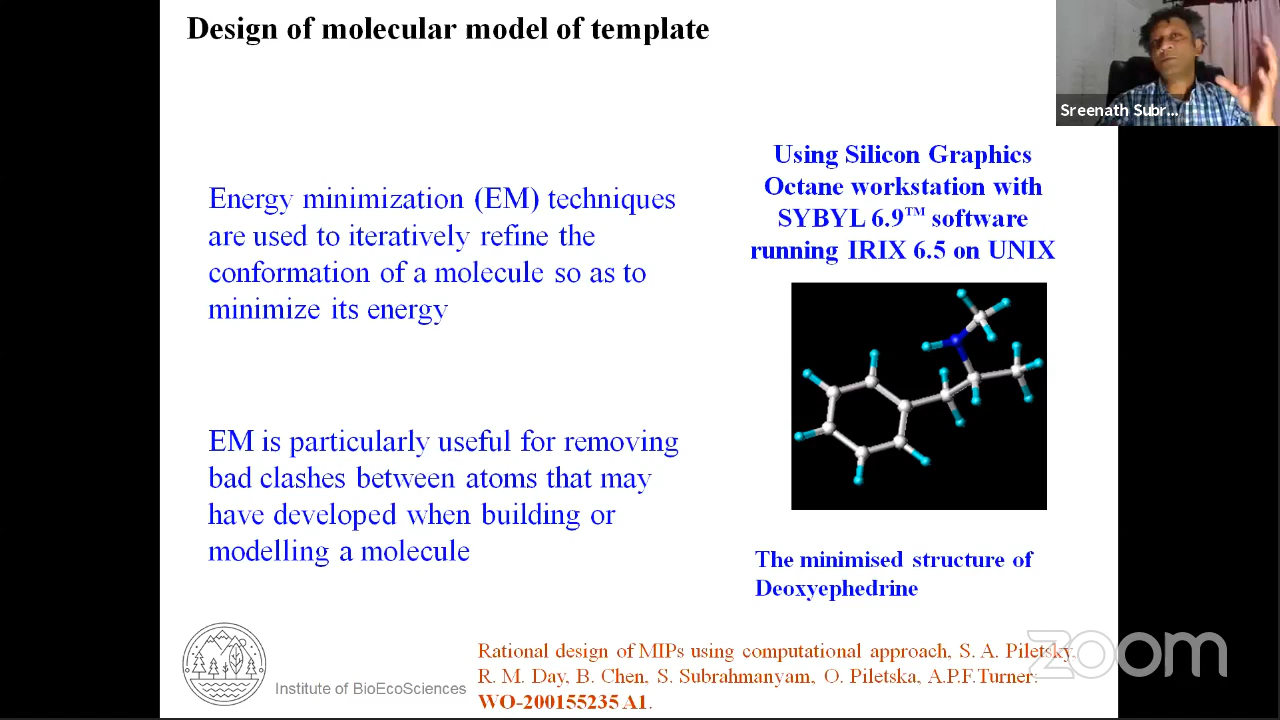 Design of molecular model of template
Sreenath Subr...
Using Silicon Graphics
Octane workstation with
SYBYL 6.9™ software
running IRIX 6.5 on UNIX
Energy minimization (EM) techniques
are used to iteratively refine the
conformation of a molecule so as to
minimize its energy
EM is particularly useful for removing
bad clashes between atoms that may
have developed when building or
modelling a molecule
The minimised structure of
Deoxyephedrine
Rational design of MIPs using computational approach, S. A. Piletsky.
R. M. Day, B. Chen, S. Subrahmanyam, O. Piletska, A.P.F.Turner:
WO-200155235 A1.
Institute of BioEcoSciences
zoom